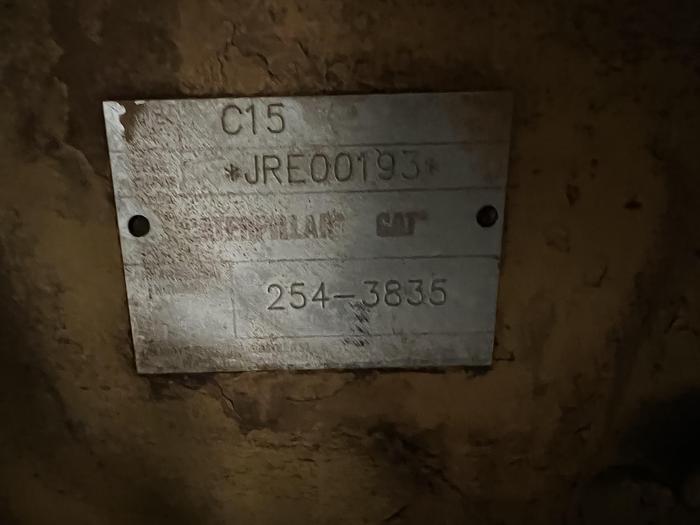 C15
*JRE00193*
CATERPILLAR® CAT®
254-3835